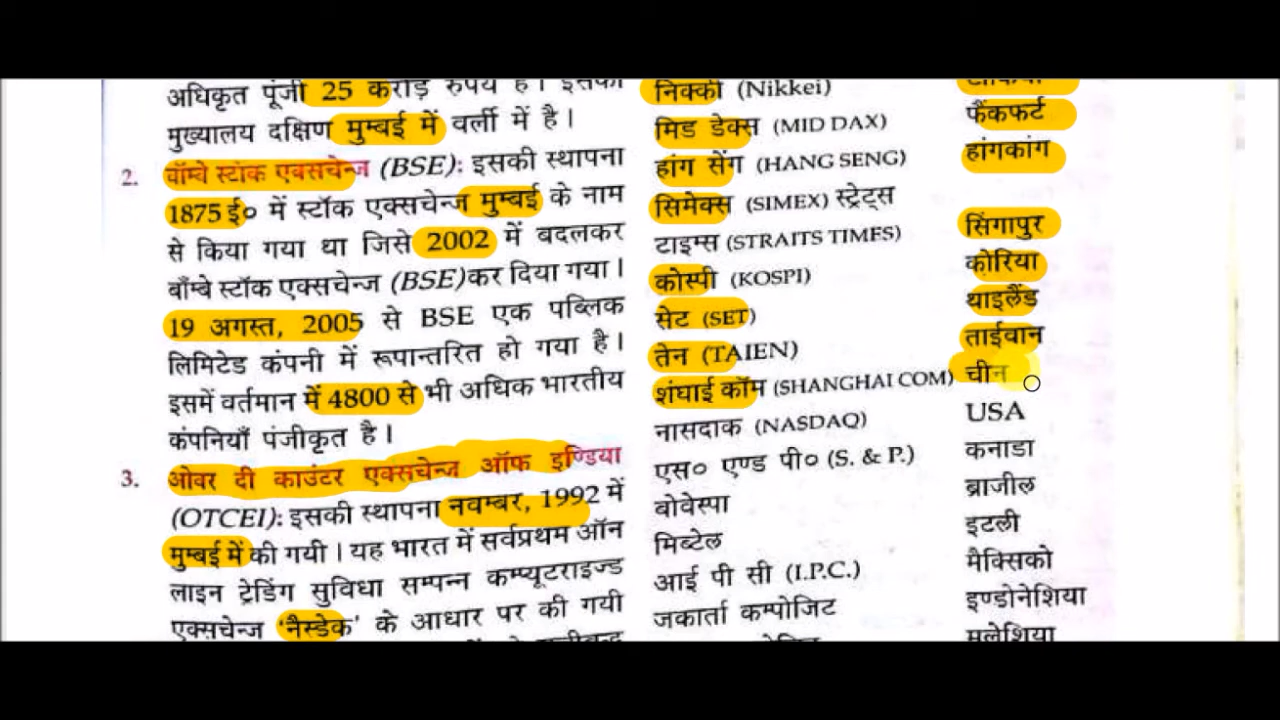 अधिकृत पूंजी 25 करोड़ रुपये है। इसका
मुख्यालय दक्षिण मुम्बई में वर्ली में है।
2. बॉम्बे स्टॉक एक्सचेन्ज (BSE): इसकी स्थापना
1875 ई० में स्टॉक एक्सचेन्ज मुम्बई के नाम
से किया गया था जिसे 2002 में बदलकर
बाँम्बे स्टॉक एक्सचेन्ज (BSE)कर दिया गया।
19 अगस्त, 2005 से BSE एक पब्लिक
लिमिटेड कंपनी में रूपान्तरित हो गया है।
इसमें वर्तमान में 4800 से भी अधिक भारतीय
कंपनियाँ पंजीकृत है।
3. ओवर दी काउंटर एक्सचेन्ज ऑफ इण्डिया
(OTCEI): इसकी स्थापना नवम्बर, 1992 में
मुम्बई में की गयी। यह भारत में सर्वप्रथम ऑन
लाइन ट्रेडिंग सुविधा सम्पन्न कम्प्यूटराइज्ड
एक्सचेन्ज 'नैस्डेक' के आधार पर की गयी
निक्की (Nikkei)
मिड डेक्स (MID DAX) फैंकफर्ट
हांग सेंग (HANG SENG) हांगकांग
सिमेक्स (SIMEX) स्ट्रेट्स
टाइम्स (STRAITS TIMES) सिंगापुर
कोस्पी (KOSPI) कोरिया
सेट (SET) थाइलैंड
तेन (TAIEN) ताईवान
शंघाई कॉम (SHANGHAI COM) चीन
नासदाक (NASDAQ) USA
एस० एण्ड पी० (S. & P.) कनाडा
बोवेस्पा ब्राजील
मिब्टेल इटली
आई पी सी (I.P.C.) मैक्सिको
जकार्ता कम्पोजिट इण्डोनेशिया
मलेशिया